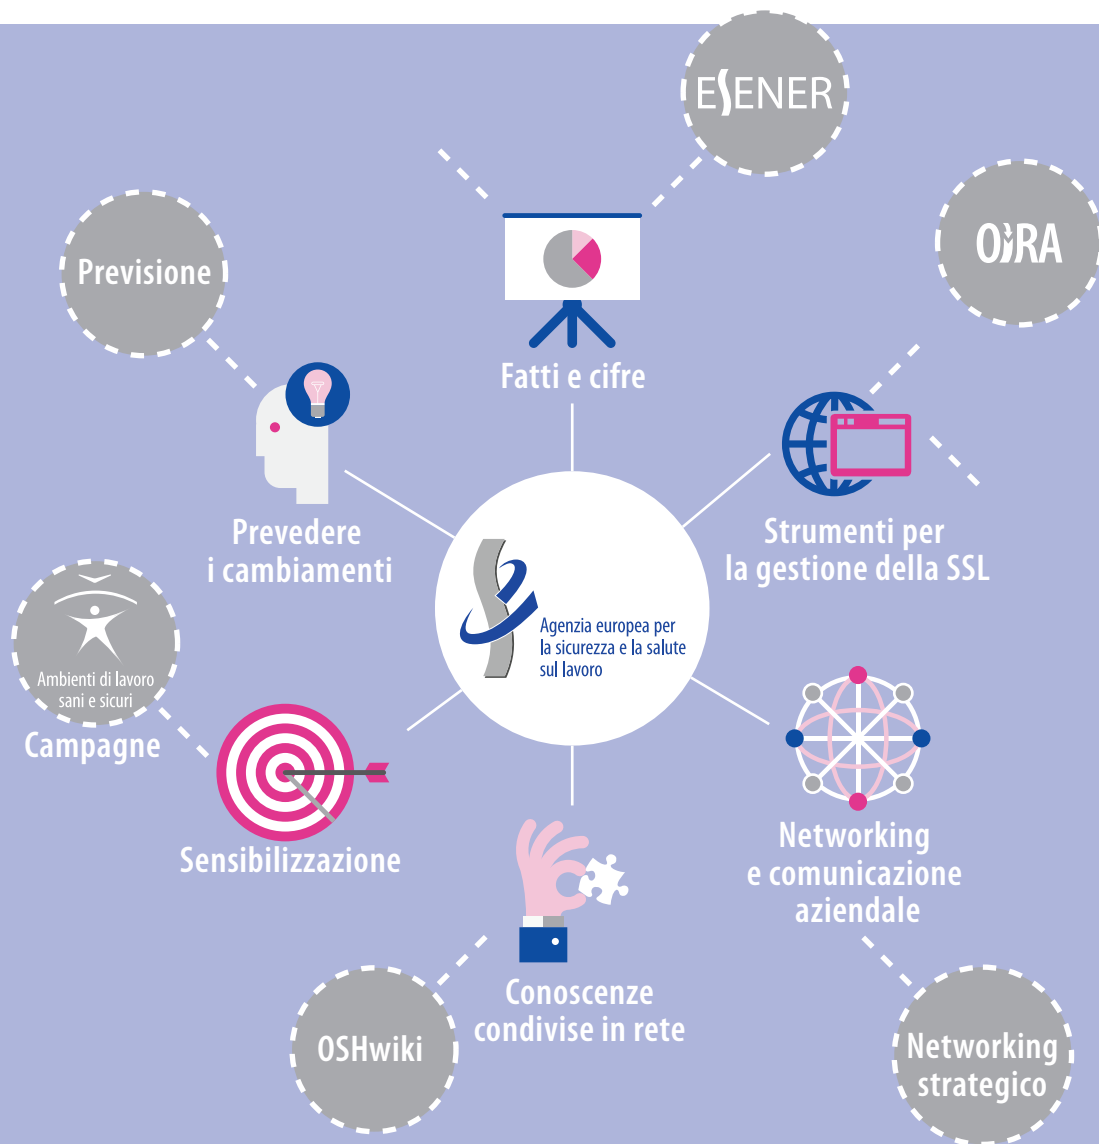 ESENER
OiRA
Previsione
Fatti e cifre
Prevedere
i cambiamenti
Strumenti per
la gestione della SSL
Agenzia europea per
la sicurezza e la salute
sul lavoro
Ambienti di lavoro
sani e sicuri
Campagne
Sensibilizzazione
Networking
e comunicazione
aziendale
Conoscenze
condivise in rete
OSHwiki
Networking
strategico